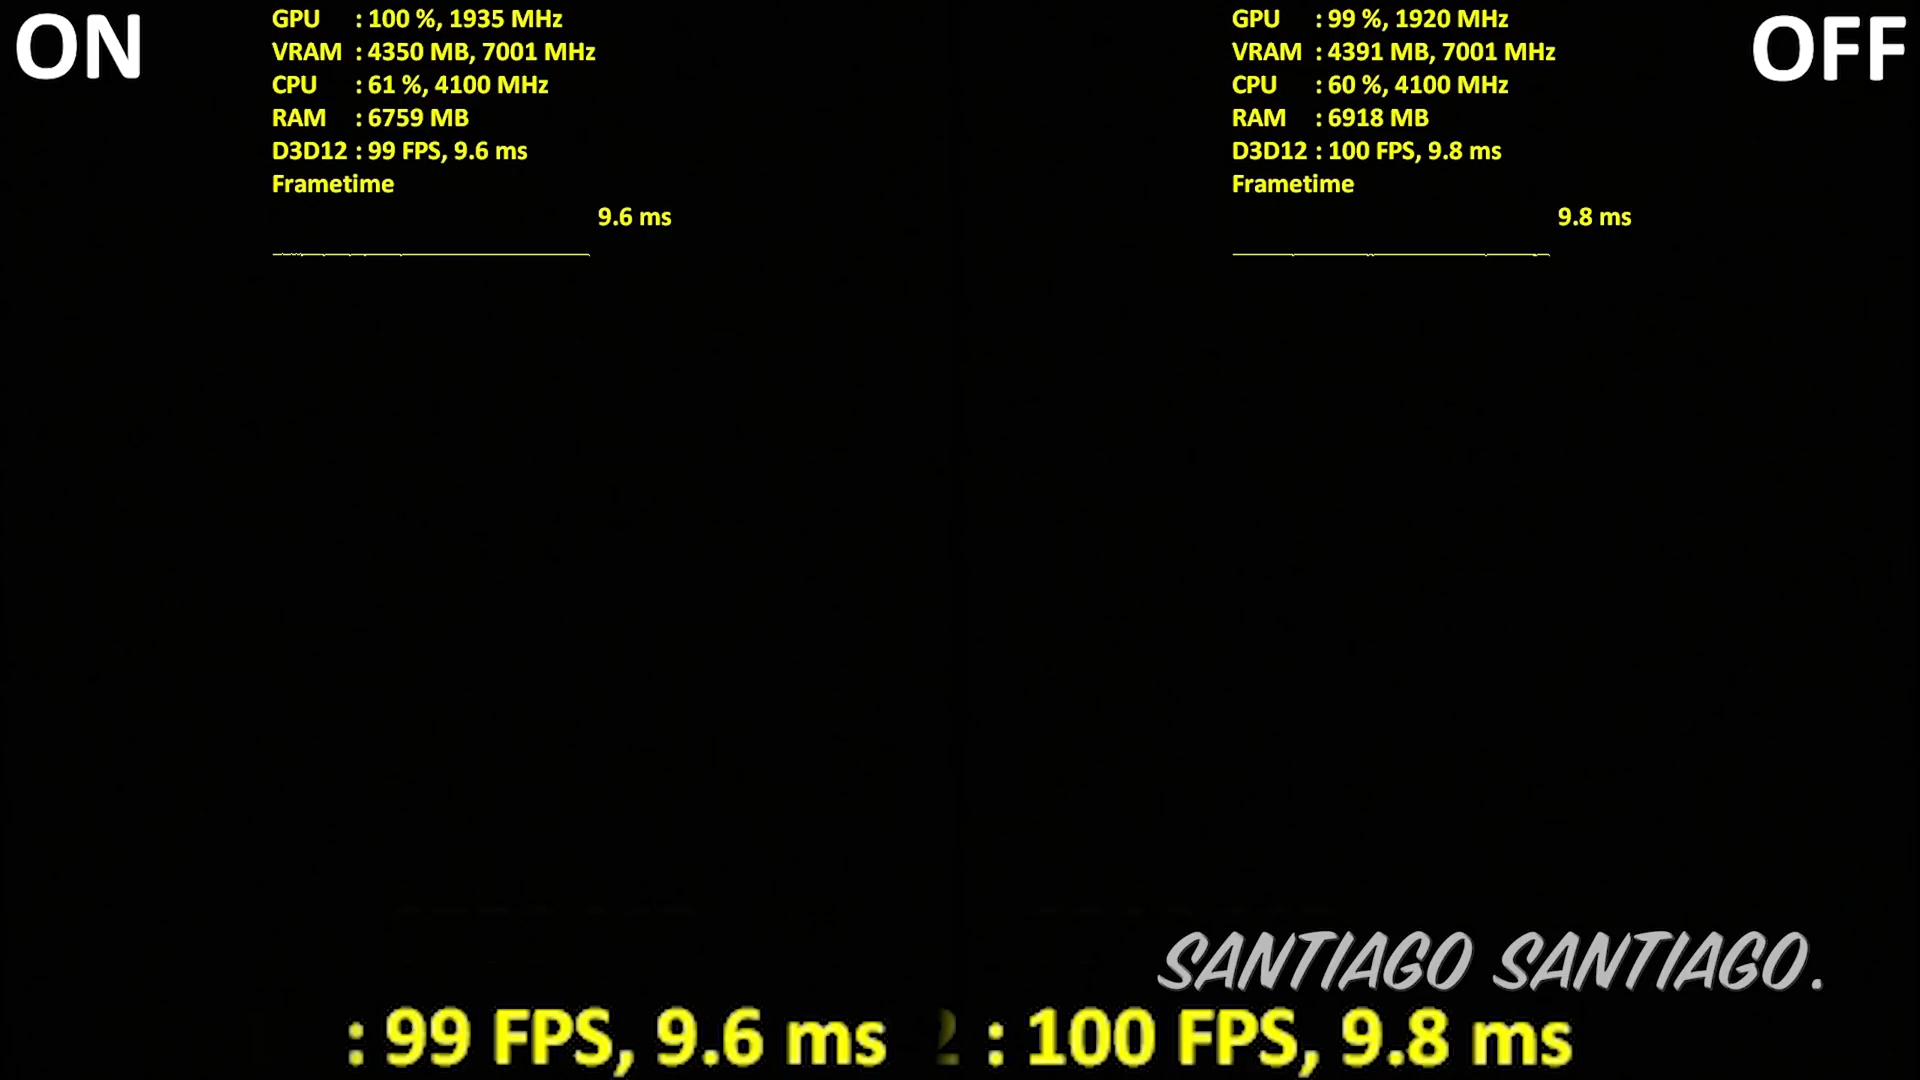 ON
GPU : 100 %, 1935 MHz
VRAM : 4350 MB, 7001 MHz
CPU : 61 %, 4100 MHz
RAM : 6759 MB
D3D12 : 99 FPS, 9.6 ms
Frametime
9.6 ms
GPU : 99 %, 1920 MHz
VRAM : 4391 MB, 7001 MHz
CPU : 60 %, 4100 MHz
RAM : 6918 MB
D3D12 : 100 FPS, 9.8 ms
Frametime
9.8 ms
OFF
SANTIAGO SANTIAGO.
: 99 FPS, 9.6 ms
2 : 100 FPS, 9.8 ms